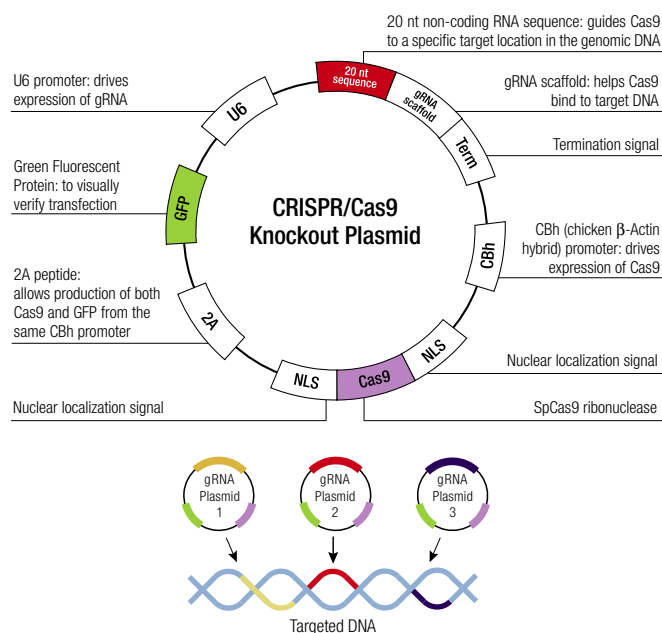 20 nt non-coding RNA sequence: guides Cas9
to a specific target location in the genomic DNA
U6 promoter: drives
expression of gRNA
gRNA scaffold: helps Cas9
bind to target DNA
Termination signal
Green Fluorescent
Protein: to visually
verify transfection
CBh (chicken β-Actin
hybrid) promoter: drives
expression of Cas9
2A peptide:
allows production of both
Cas9 and GFP from the
same CBh promoter
Nuclear localization signal
Nuclear localization signal
SpCas9 ribonuclease
CRISPR/Cas9
Knockout Plasmid
20 nt
sequence
gRNA
scaffold
Term
CBh
NLS
Cas9
NLS
2A
GFP
U6
gRNA
Plasmid
1
gRNA
Plasmid
2
gRNA
Plasmid
3
Targeted DNA